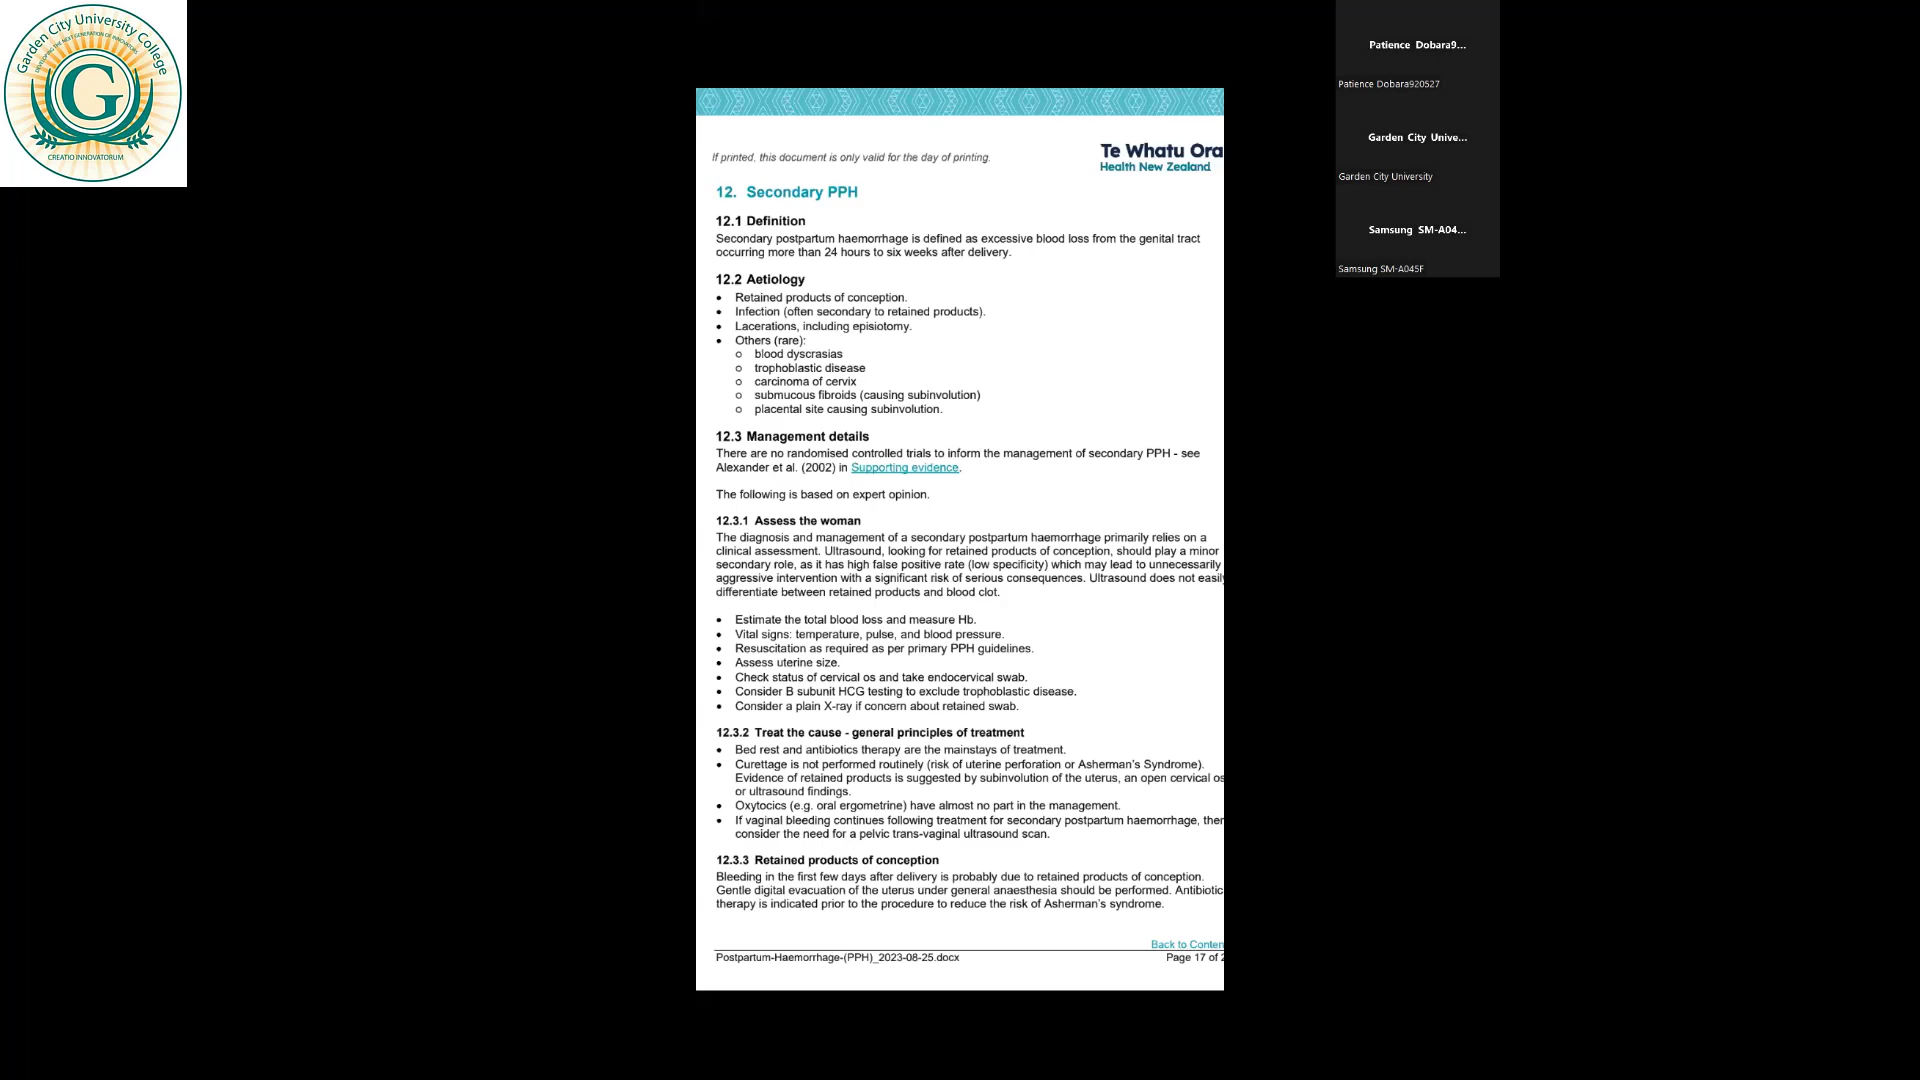 Garden City University College
DEVELOPING THE NEXT GENERATION OF INNOVATORS
G
CREATIO INNOVATORUM
If printed, this document is only valid for the day of printing.
Te Whatu Ora
Health New Zealand
12. Secondary PPH
12.1 Definition
Secondary postpartum haemorrhage is defined as excessive blood loss from the genital tract
occurring more than 24 hours to six weeks after delivery.
12.2 Aetiology
• Retained products of conception.
• Infection (often secondary to retained products).
• Lacerations, including episiotomy.
• Others (rare):
o blood dyscrasias
o trophoblastic disease
o carcinoma of cervix
o submucous fibroids (causing subinvolution)
o placental site causing subinvolution.
12.3 Management details
There are no randomised controlled trials to inform the management of secondary PPH - see
Alexander et al. (2002) in Supporting evidence.
The following is based on expert opinion.
12.3.1 Assess the woman
The diagnosis and management of a secondary postpartum haemorrhage primarily relies on a
clinical assessment. Ultrasound, looking for retained products of conception, should play a minor
secondary role, as it has high false positive rate (low specificity) which may lead to unnecessarily
aggressive intervention with a significant risk of serious consequences. Ultrasound does not easily
differentiate between retained products and blood clot.
• Estimate the total blood loss and measure Hb.
• Vital signs: temperature, pulse, and blood pressure.
• Resuscitation as required as per primary PPH guidelines.
• Assess uterine size.
• Check status of cervical os and take endocervical swab.
• Consider B subunit HCG testing to exclude trophoblastic disease.
• Consider a plain X-ray if concern about retained swab.
12.3.2 Treat the cause - general principles of treatment
• Bed rest and antibiotics therapy are the mainstays of treatment.
• Curettage is not performed routinely (risk of uterine perforation or Asherman's Syndrome).
Evidence of retained products is suggested by subinvolution of the uterus, an open cervical os
or ultrasound findings.
• Oxytocics (e.g. oral ergometrine) have almost no part in the management.
• If vaginal bleeding continues following treatment for secondary postpartum haemorrhage, then
consider the need for a pelvic trans-vaginal ultrasound scan.
12.3.3 Retained products of conception
Bleeding in the first few days after delivery is probably due to retained products of conception.
Gentle digital evacuation of the uterus under general anaesthesia should be performed. Antibiotic
therapy is indicated prior to the procedure to reduce the risk of Asherman's syndrome.
Back to Conten
Postpartum-Haemorrhage-(PPH)_2023-08-25.docx
Page 17 of 2
Patience Dobara9...
Patience Dobara920527
Garden City Unive...
Garden City University
Samsung SM-A04...
Samsung SM-A045F